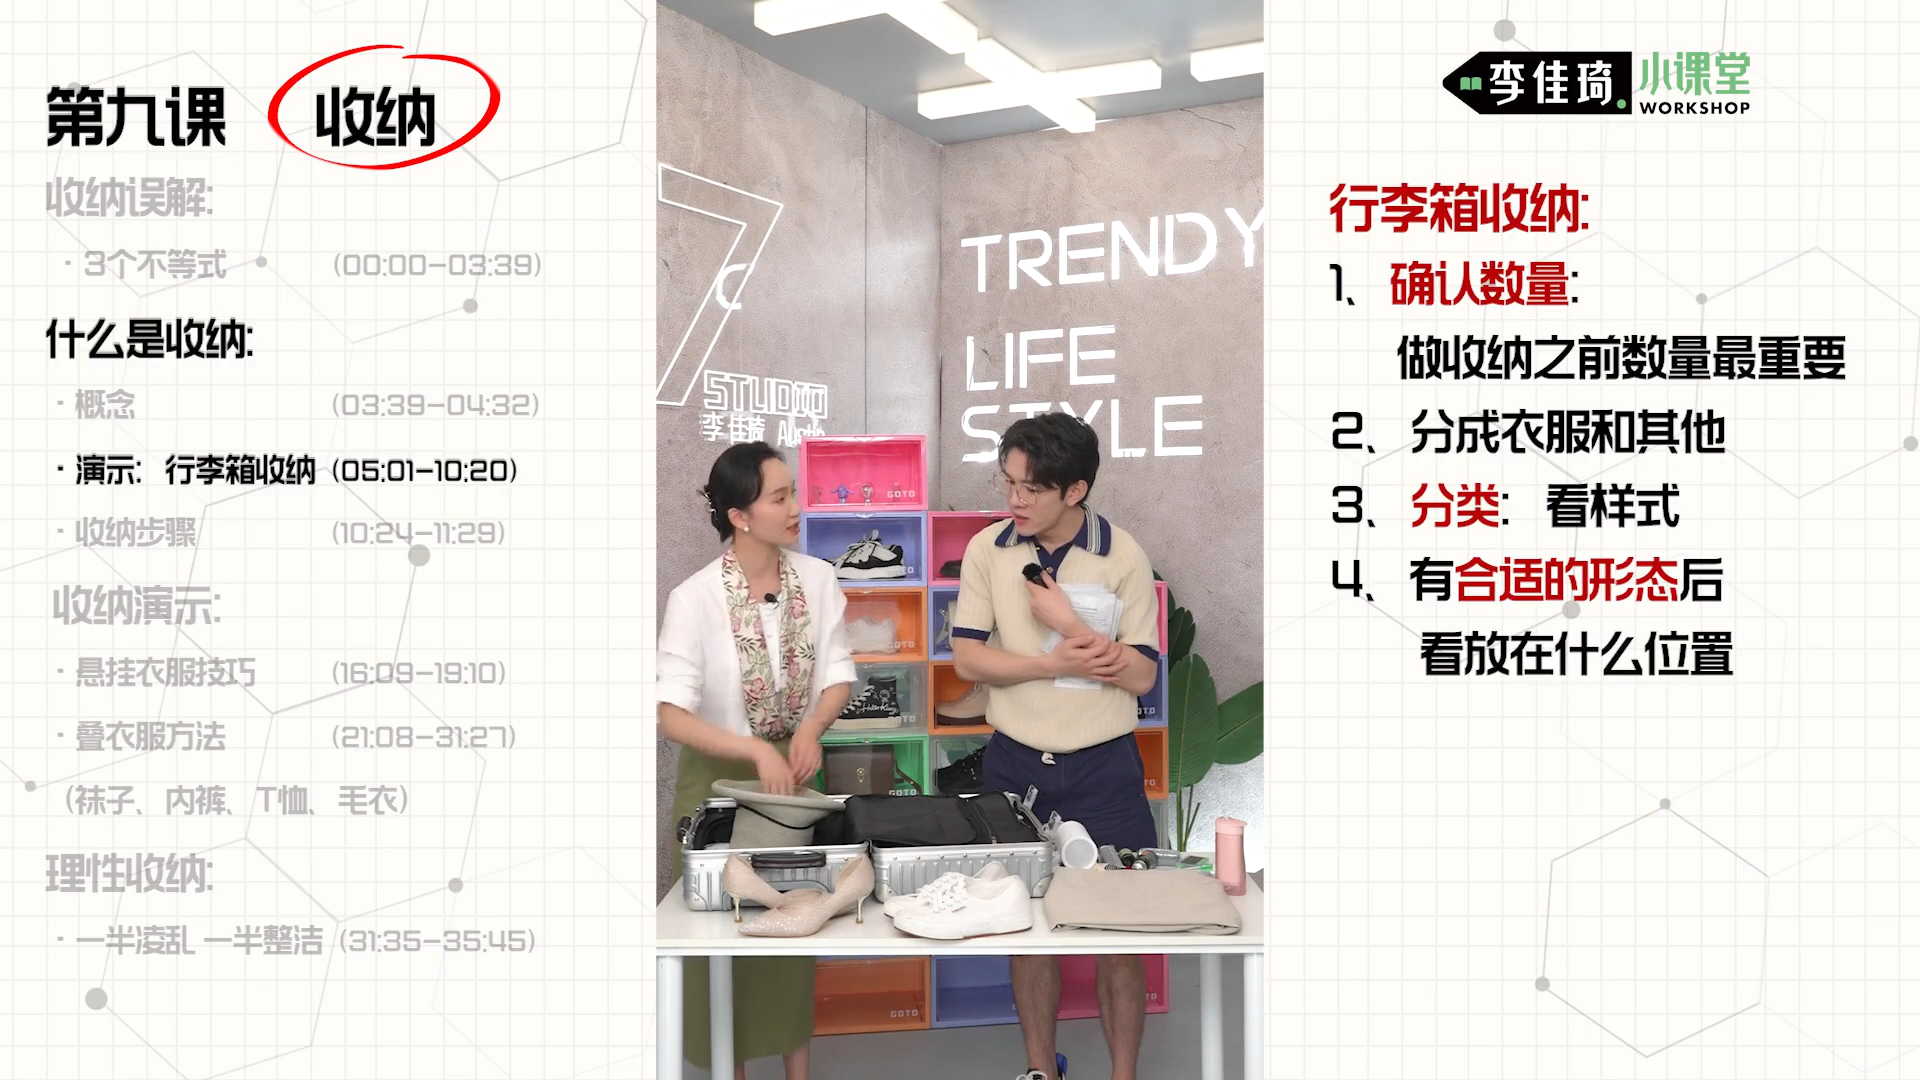 第九课 收纳
收纳误解:
·3个不等式 (00:00-03:39)
什么是收纳:
·概念 (03:39-04:32)
·演示: 行李箱收纳 (05:01-10:20)
·收纳步骤 (10:24-11:29)
收纳演示:
·悬挂衣服技巧 (16:09-19:10)
·叠衣服方法 (21:08-31:27)
(袜子、内裤、T恤、毛衣)
理性收纳:
·一半凌乱 一半整洁 (31:35-35:45)
TRENDY
LIFE
STYLE
7
STUDIO
李佳琦 Austin
GOTO
GOTO
GOTO
GOTO
GOTO
李佳琦 小课堂
WORKSHOP
行李箱收纳:
1、确认数量:
做收纳之前数量最重要
2、分成衣服和其他
3、分类: 看样式
4、有合适的形态后
看放在什么位置